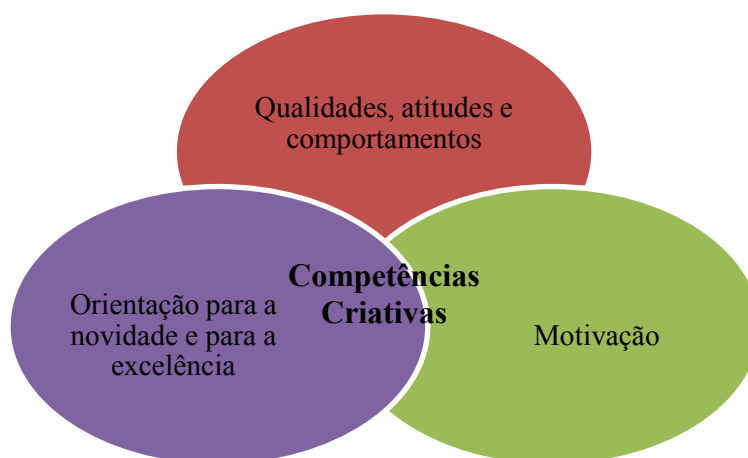 Qualidades, atitudes e
comportamentos
Competências
Criativas
Orientação para a
novidade e para a
excelência
Motivação